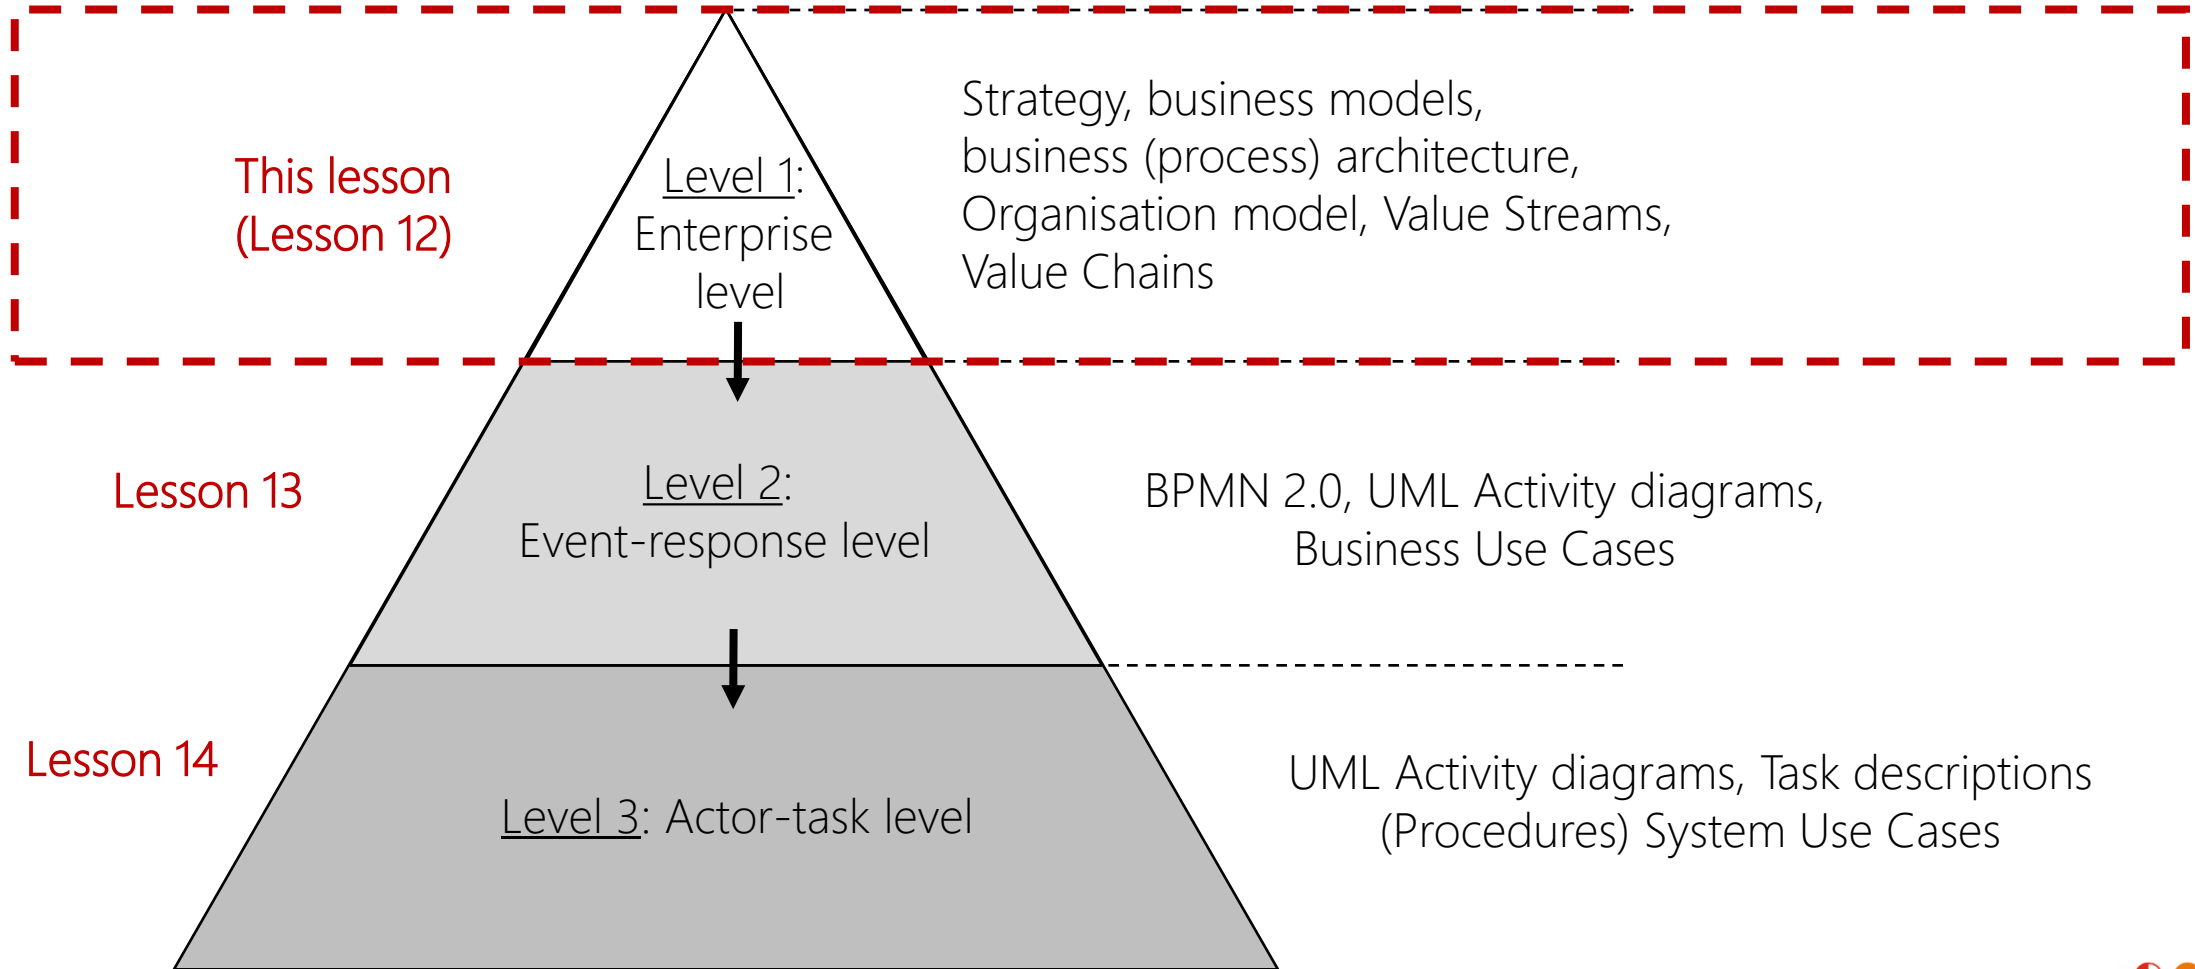 This lesson
(Lesson 12)
Level 1:
Enterprise
level
Strategy, business models,
business (process) architecture,
Organisation model, Value Streams,
Value Chains
Lesson 13
Level 2:
Event-response level
BPMN 2.0, UML Activity diagrams,
Business Use Cases
Lesson 14
Level 3: Actor-task level
UML Activity diagrams, Task descriptions
(Procedures) System Use Cases